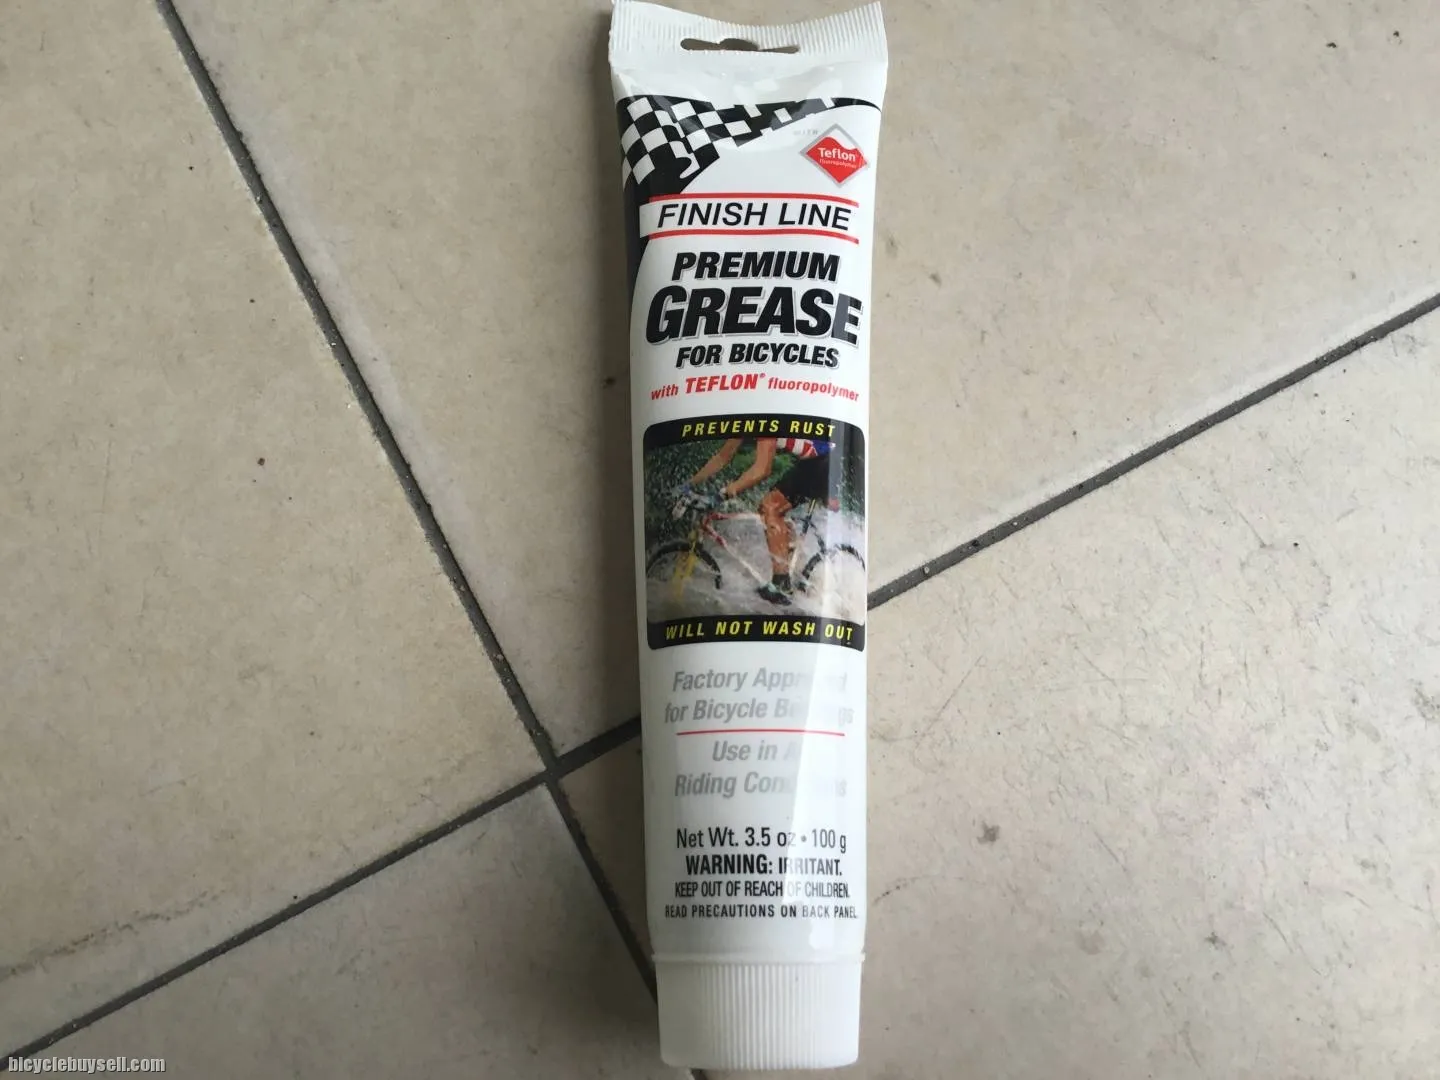 WITH
Teflon
fluoropolymer
FINISH LINE
PREMIUM
GREASE
FOR BICYCLES
with TEFLON® fluoropolymer
PREVENTS RUST
WILL NOT WASH OUT
Factory
for Bicycle
Use in
Riding
Net Wt. 3.5 oz • 100 g
WARNING: IRRITANT.
KEEP OUT OF REACH OF CHILDREN.
READ PRECAUTIONS ON BACK PANEL
bicyclebuysell.com